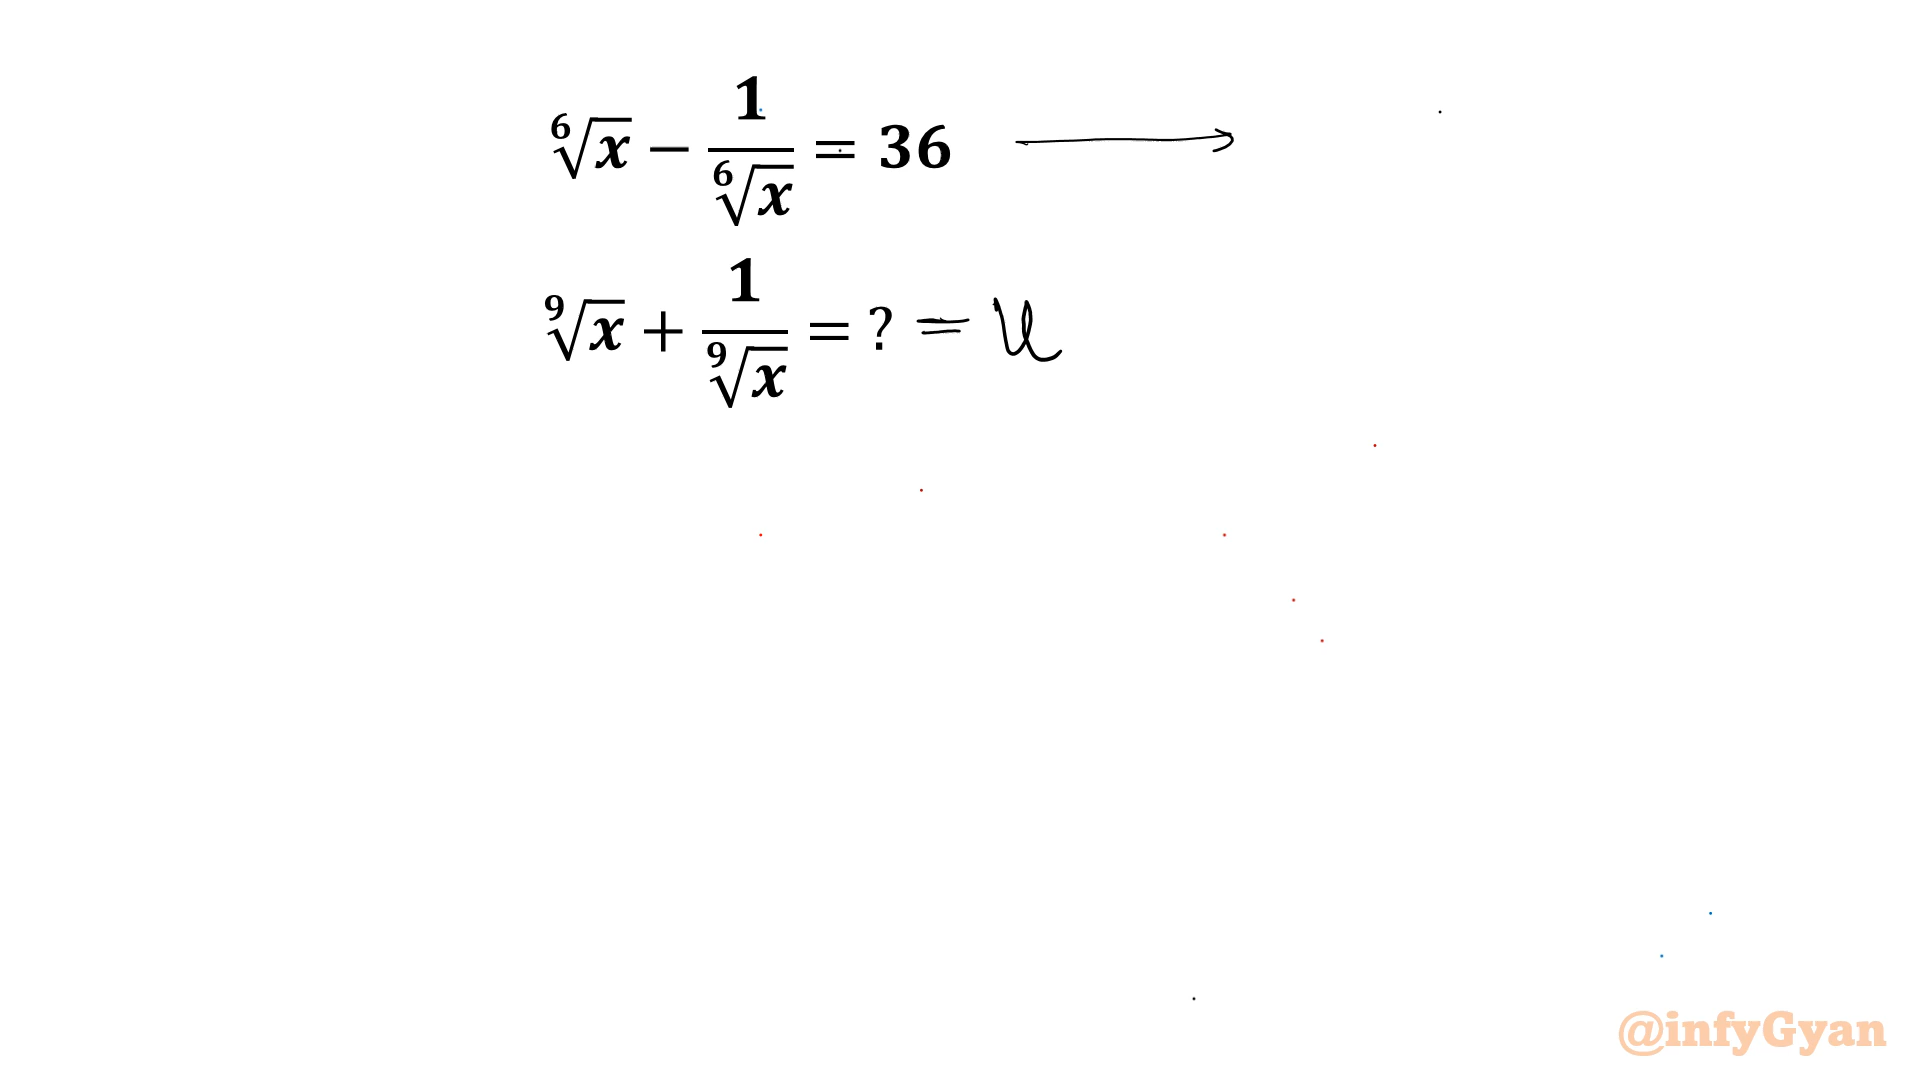 ⁶√x − 1/⁶√x = 36 ⟶
⁹√x + 1/⁹√x = ? = u
@infyGyan